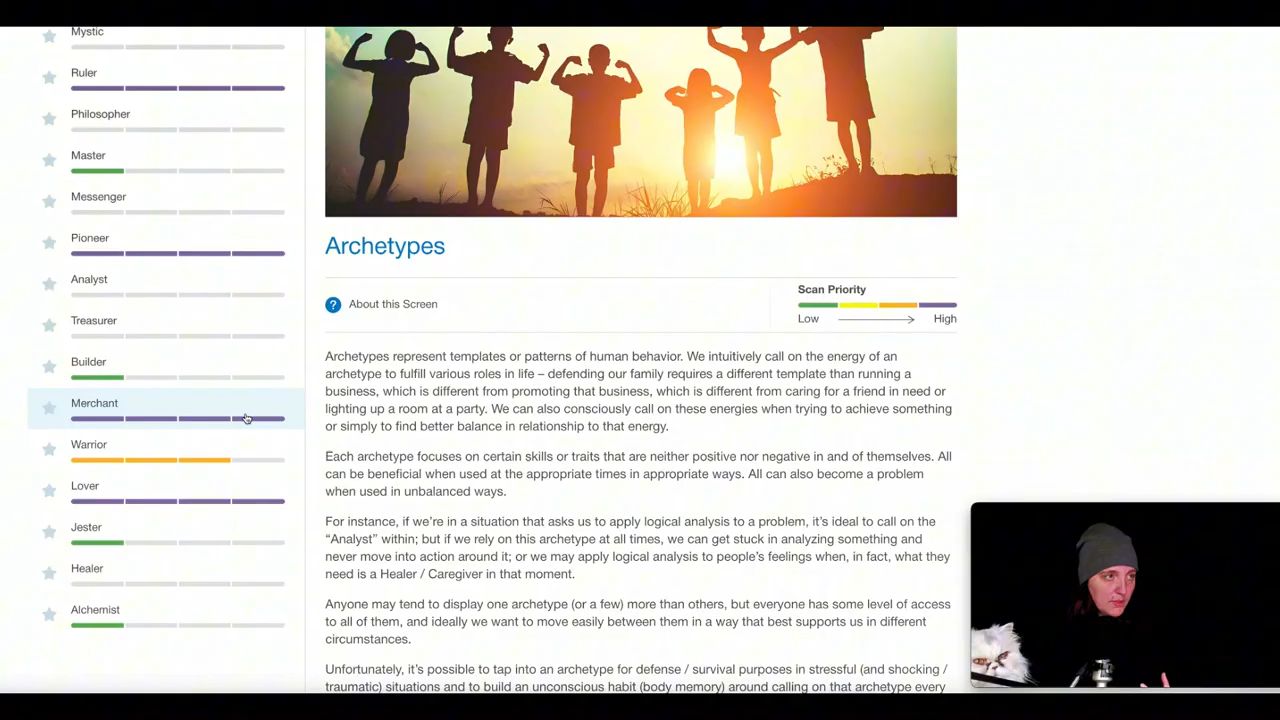 Mystic
Ruler
Philosopher
Master
Messenger
Pioneer
Analyst
Treasurer
Builder
Merchant
Warrior
Lover
Jester
Healer
Alchemist
Archetypes
? About this Screen
Scan Priority
Low High
Archetypes represent templates or patterns of human behavior. We intuitively call on the energy of an
archetype to fulfill various roles in life – defending our family requires a different template than running a
business, which is different from promoting that business, which is different from caring for a friend in need or
lighting up a room at a party. We can also consciously call on these energies when trying to achieve something
or simply to find better balance in relationship to that energy.
Each archetype focuses on certain skills or traits that are neither positive nor negative in and of themselves. All
can be beneficial when used at the appropriate times in appropriate ways. All can also become a problem
when used in unbalanced ways.
For instance, if we’re in a situation that asks us to apply logical analysis to a problem, it’s ideal to call on the
“Analyst” within; but if we rely on this archetype at all times, we can get stuck in analyzing something and
never move into action around it; or we may apply logical analysis to people’s feelings when, in fact, what they
need is a Healer / Caregiver in that moment.
Anyone may tend to display one archetype (or a few) more than others, but everyone has some level of access
to all of them, and ideally we want to move easily between them in a way that best supports us in different
circumstances.
Unfortunately, it’s possible to tap into an archetype for defense / survival purposes in stressful (and shocking /
traumatic) situations and to build an unconscious habit (body memory) around calling on that archetype every